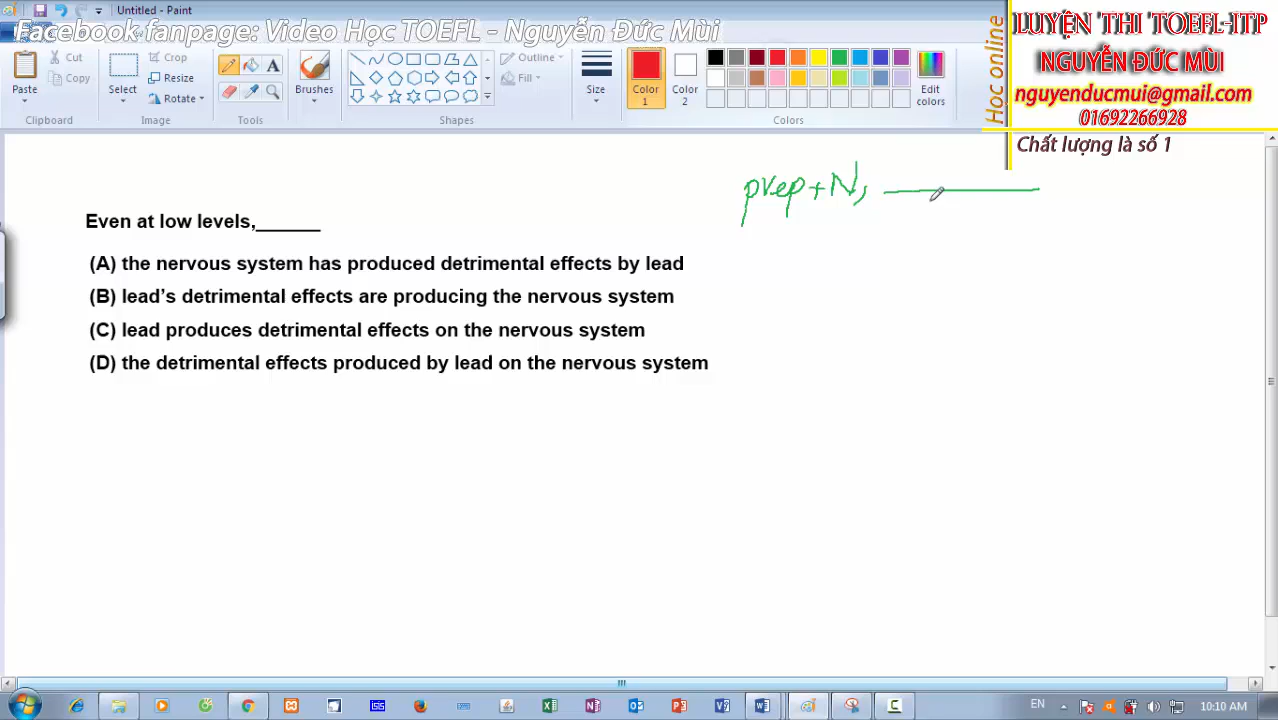 Untitled - Paint
Facebook fanpage: Video Học TOEFL - Nguyễn Đức Mùi
Paste
Cut
Copy
Clipboard
Select
Crop
Resize
Rotate
Image
Tools
Brushes
Outline
Fill
Shapes
Size
Color 1
Color 2
Edit colors
Colors
Học online
LUYỆN THI TOEFL-ITP
NGUYỄN ĐỨC MÙI
nguyenducmui@gmail.com
01692266928
Chất lượng là số 1
prep+N,
Even at low levels,______
(A) the nervous system has produced detrimental effects by lead
(B) lead’s detrimental effects are producing the nervous system
(C) lead produces detrimental effects on the nervous system
(D) the detrimental effects produced by lead on the nervous system
EN
10:10 AM